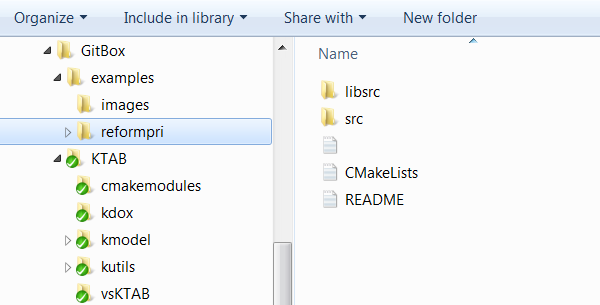 Organize Include in library Share with New folder
GitBox
examples
images
reformpri
KTAB
cmakemodules
kdox
kmodel
kutils
vsKTAB
Name
libsrc
src
CMakeLists
README